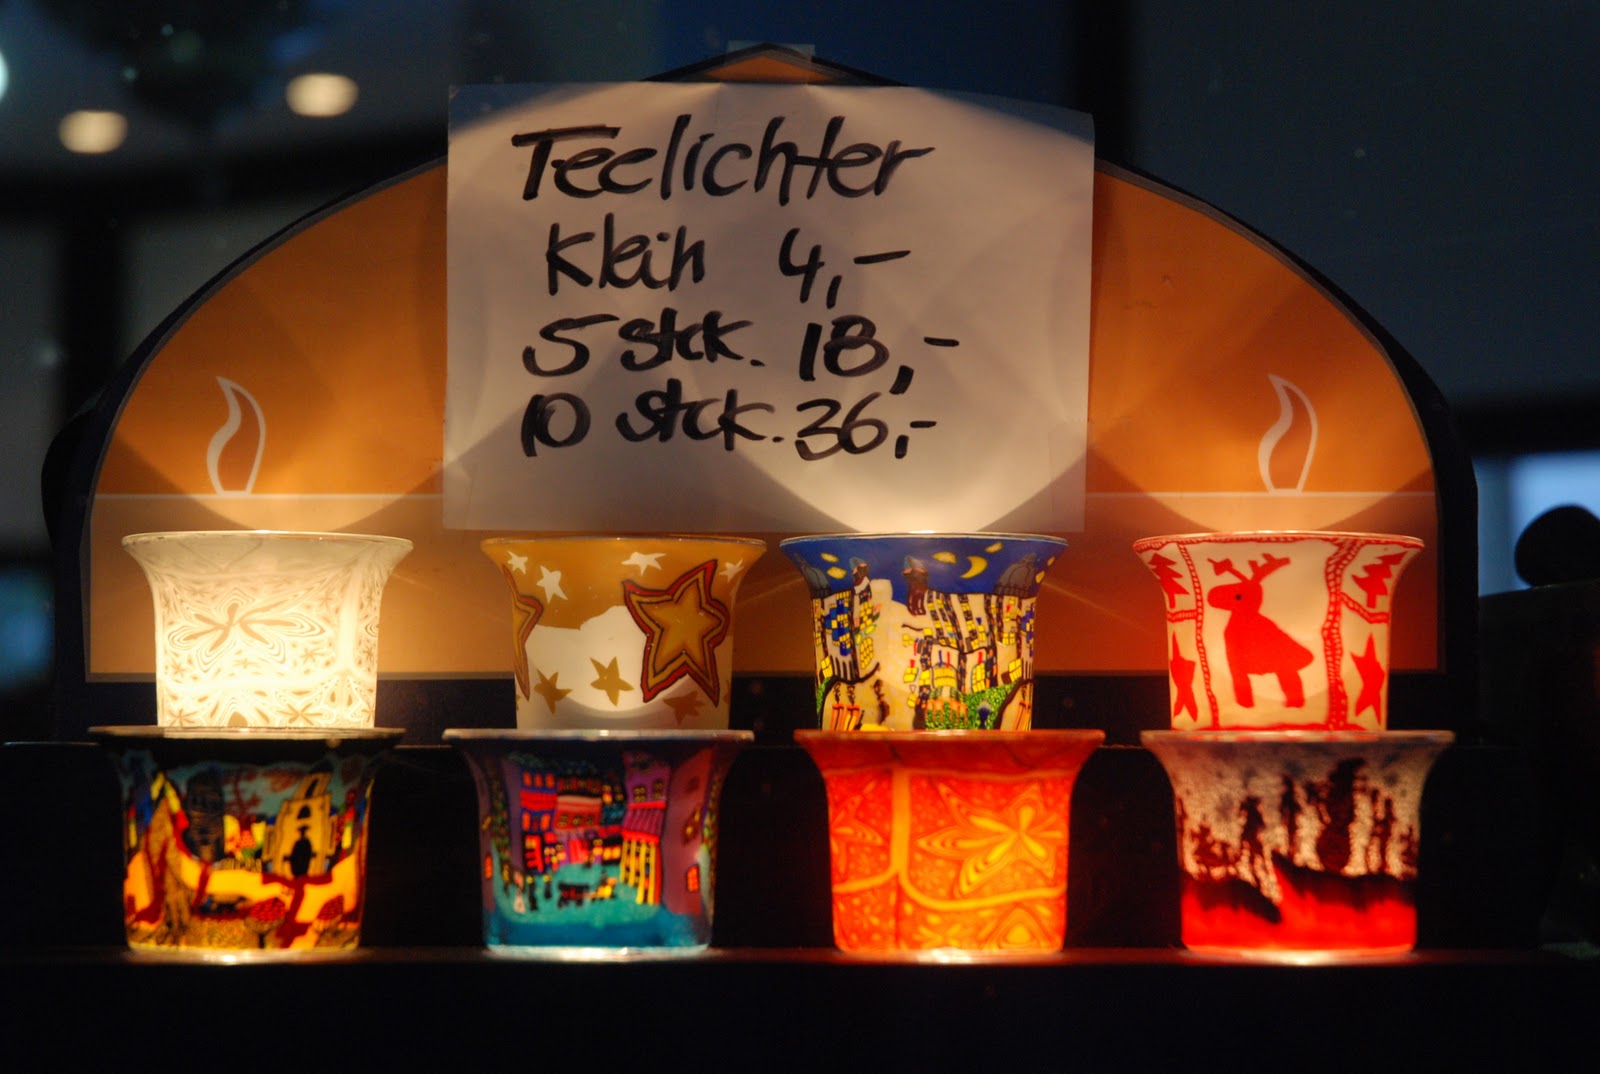 Teelichter
Klein 4,-
5 stck. 18,-
10 stck. 36,-